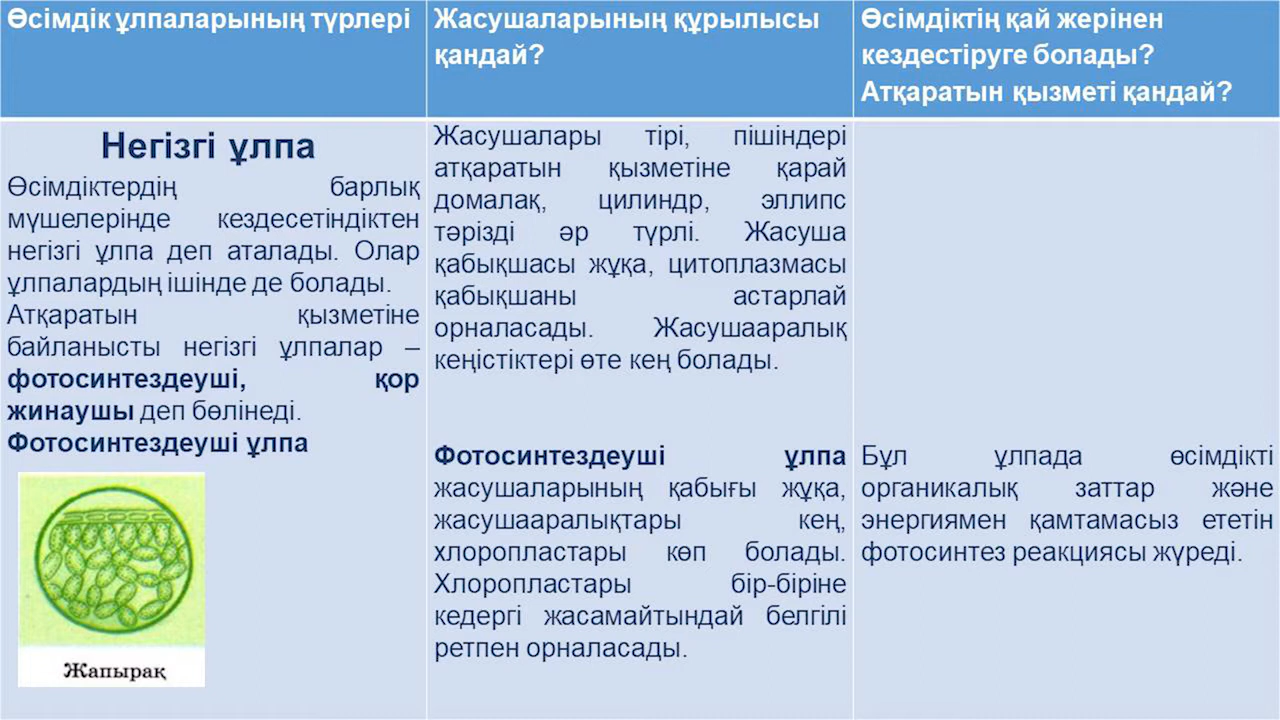 Өсімдік ұлпаларының түрлері
Жасушаларының құрылысы
қандай?
Өсімдіктің қай жерінен
кездестіруге болады?
Атқаратын қызметі қандай?
Негізгі ұлпа
Өсімдіктердің барлық
мүшелерінде кездесетіндіктен
негізгі ұлпа деп аталады. Олар
ұлпалардың ішінде де болады.
Атқаратын қызметіне
байланысты негізгі ұлпалар –
фотосинтездеуші, қор
жинаушы деп бөлінеді.
Фотосинтездеуші ұлпа
Жапырақ
Жасушалары тірі, пішіндері
атқаратын қызметіне қарай
домалақ, цилиндр, эллипс
тәрізді әр түрлі. Жасуша
қабықшасы жұқа, цитоплазмасы
қабықшаны астарлай
орналасады. Жасушааралық
кеңістіктері өте кең болады.
Фотосинтездеуші ұлпа
жасушаларының қабығы жұқа,
жасушааралықтары кең,
хлоропластары көп болады.
Хлоропластары бір-біріне
кедергі жасамайтындай белгілі
ретпен орналасады.
Бұл ұлпада өсімдікті
органикалық заттар және
энергиямен қамтамасыз ететін
фотосинтез реакциясы жүреді.